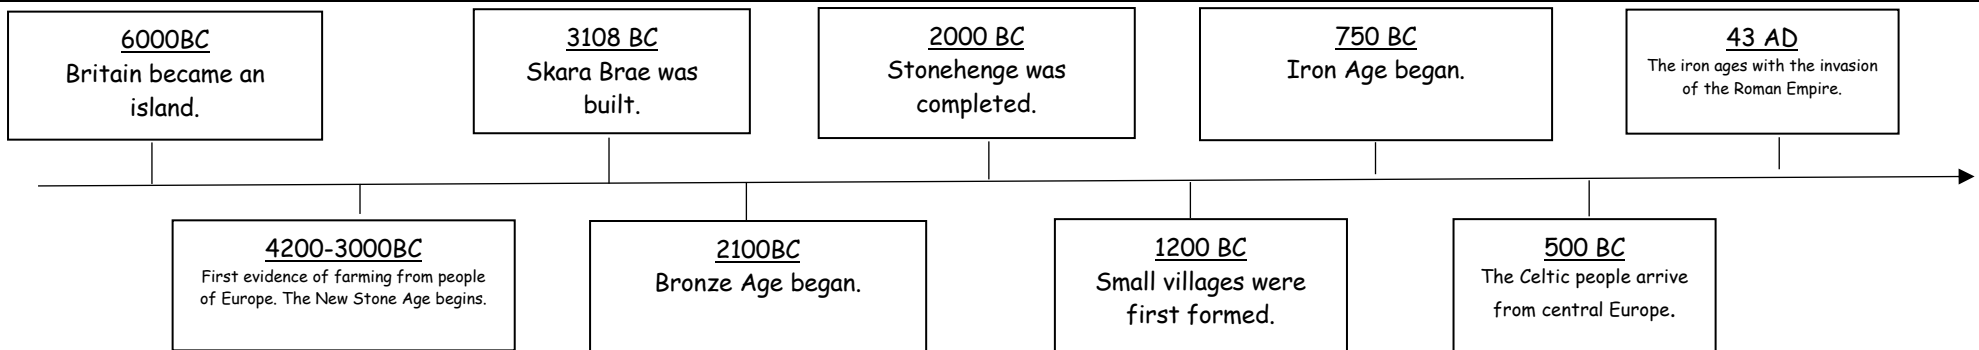 6000BC
Britain became an
island.
3108 BC
Skara Brae was
built.
2000 BC
Stonehenge was
completed.
750 BC
Iron Age began.
43 AD
The iron ages with the invasion
of the Roman Empire.
4200-3000BC
First evidence of farming from people
of Europe. The New Stone Age begins.
2100BC
Bronze Age began.
1200 BC
Small villages were
first formed.
500 BC
The Celtic people arrive
from central Europe.